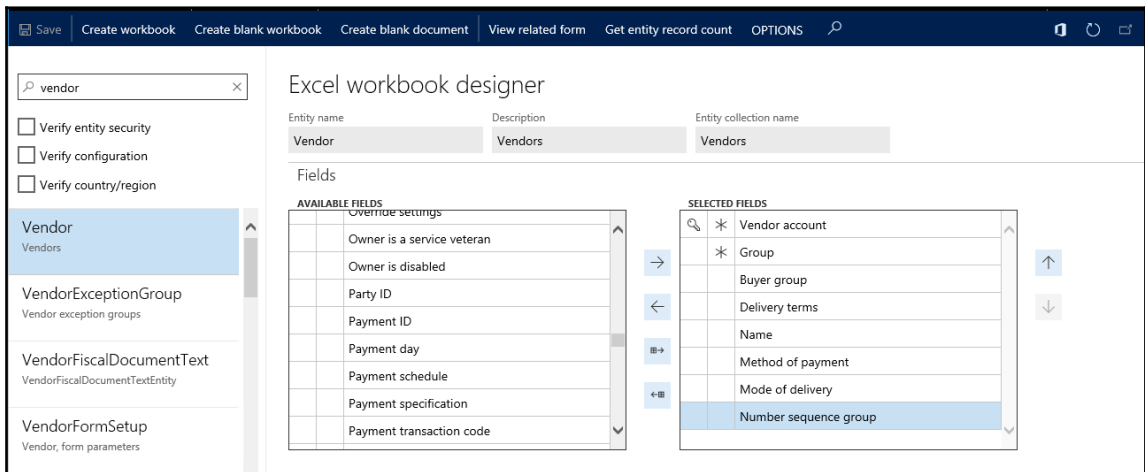 Save Create workbook Create blank workbook Create blank document View related form Get entity record count OPTIONS
vendor
Verify entity security
Verify configuration
Verify country/region
Vendor
Vendors
VendorExceptionGroup
Vendor exception groups
VendorFiscalDocumentText
VendorFiscalDocumentTextEntity
VendorFormSetup
Vendor, form parameters
Excel workbook designer
Entity name Description Entity collection name
Vendor Vendors Vendors
Fields
AVAILABLE FIELDS
Override settings
Owner is a service veteran
Owner is disabled
Party ID
Payment ID
Payment day
Payment schedule
Payment specification
Payment transaction code
SELECTED FIELDS
Vendor account
Group
Buyer group
Delivery terms
Name
Method of payment
Mode of delivery
Number sequence group